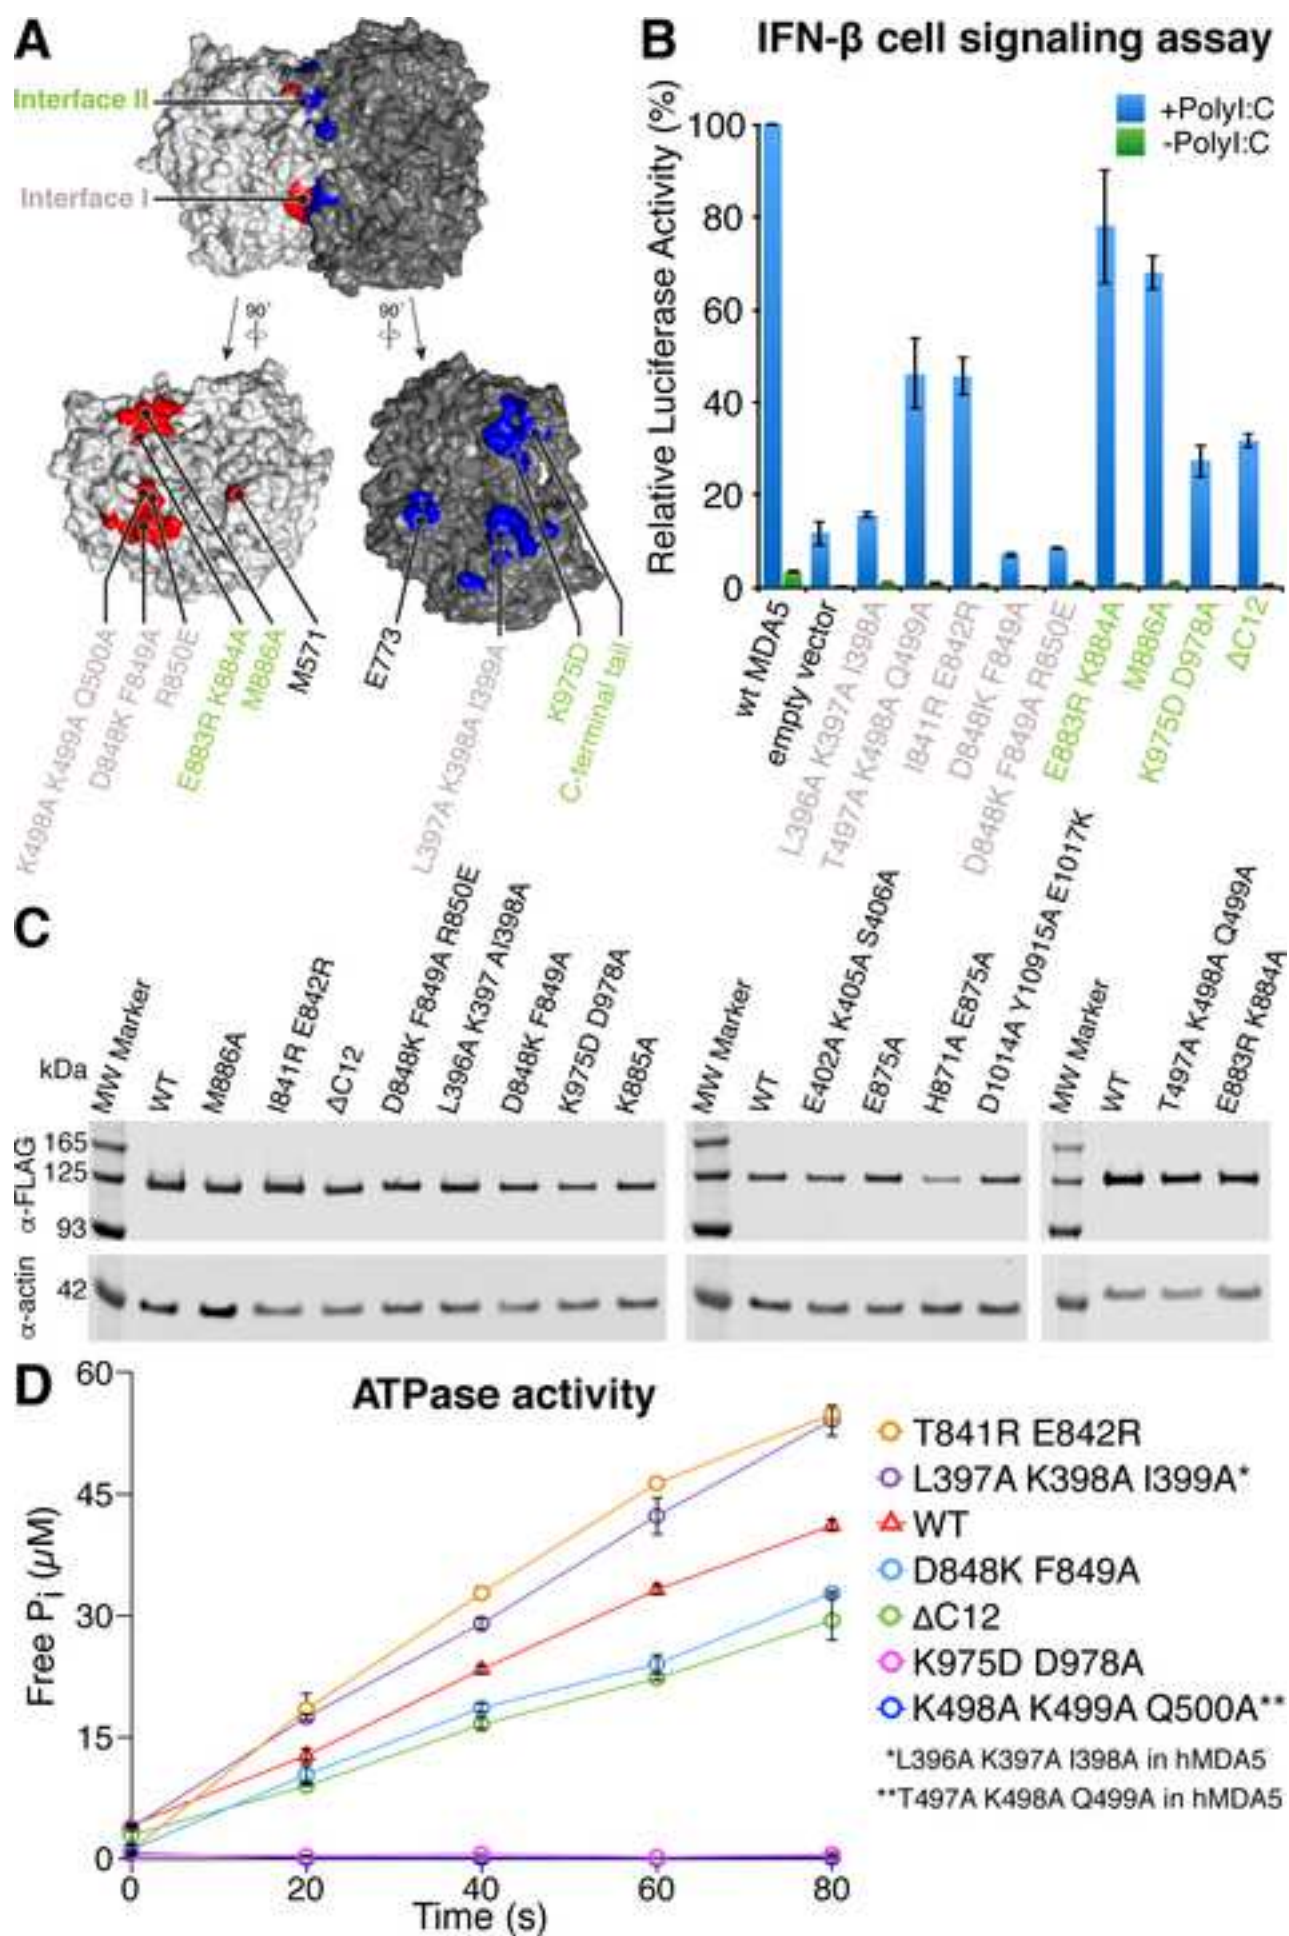 A
Interface II
Interface I
90°
90°
K498A K499A Q500A
D848K F849A
R850E
E883R K884A
M886A
M571
E773
L397A K398A I399A
K975D
C-terminal tail
B
IFN-β cell signaling assay
Relative Luciferase Activity (%)
100
80
60
40
20
0
+PolyI:C
-PolyI:C
wt MDA5
empty vector
L396A K397A I398A
T497A K498A Q499A
I841R E842R
D848K F849A
D848K F849A R850E
E883R K884A
M886A
K975D D978A
ΔC12
C
kDa
MW Marker
WT
M886A
I841R E842R
ΔC12
D848K F849A R850E
L396A K397 AI398A
D848K F849A
K975D D978A
K885A
MW Marker
WT
E402A K405A S406A
E875A
H871A E875A
D1014A Y10915A E1017K
MW Marker
WT
T497A K498A Q499A
E883R K884A
α-FLAG
165
125
93
α-actin
42
D
ATPase activity
Free Pi (µM)
60
45
30
15
0
0
20
40
60
80
Time (s)
T841R E842R
L397A K398A I399A*
WT
D848K F849A
ΔC12
K975D D978A
K498A K499A Q500A**
*L396A K397A I398A in hMDA5
**T497A K498A Q499A in hMDA5